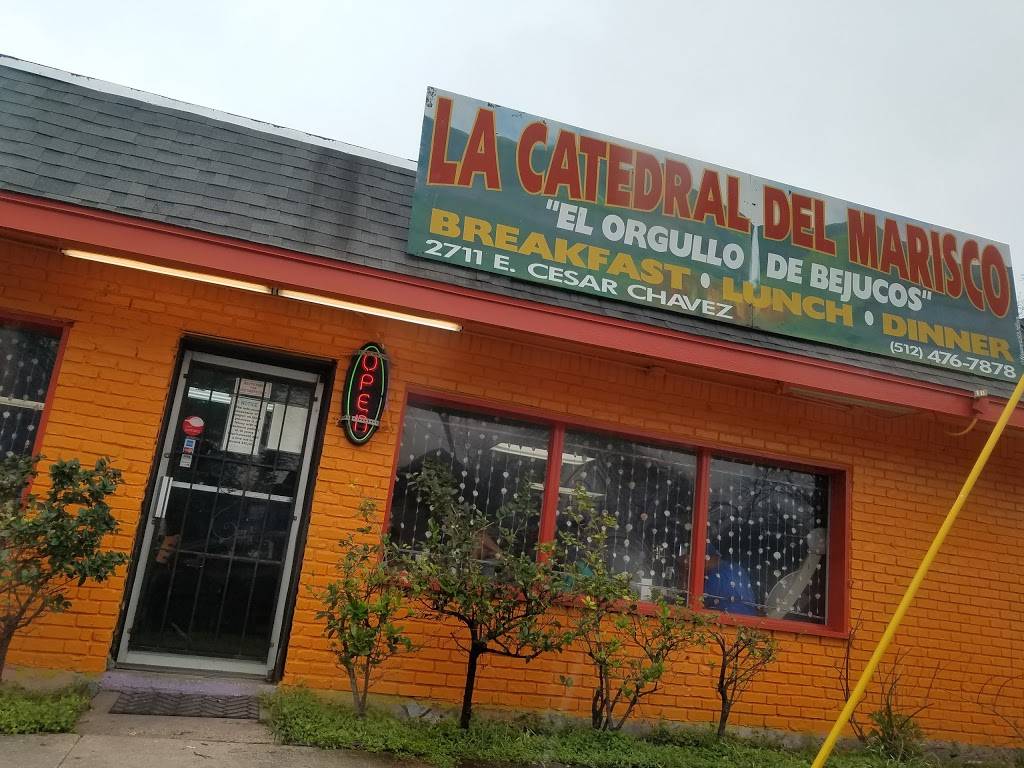 LA CATEDRAL DEL MARISCO
"EL ORGULLO DE BEJUCOS"
BREAKFAST • LUNCH • DINNER
2711 E. CESAR CHAVEZ
(512) 476-7878
OPEN